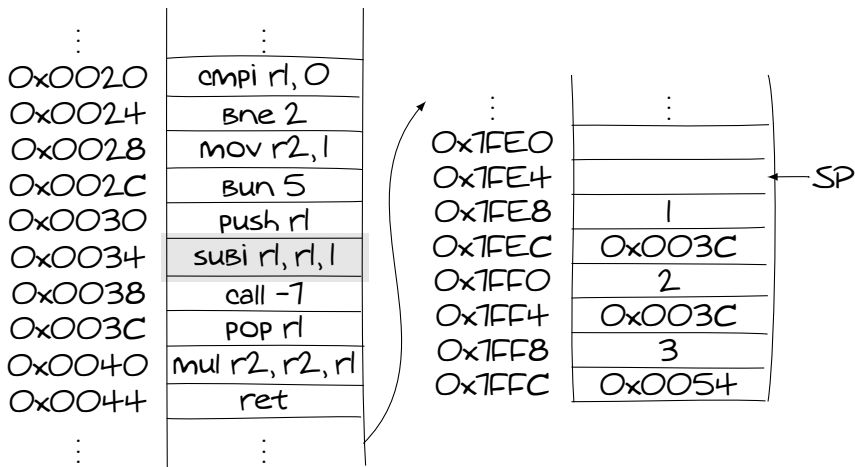 ⋮ ⋮
0x0020 cmpi r1, 0
0x0024 bne 2
0x0028 mov r2, 1
0x002C bun 5
0x0030 push r1
0x0034 subi r1, r1, 1
0x0038 call -7
0x003C pop r1
0x0040 mul r2, r2, r1
0x0044 ret
⋮ ⋮
⋮ ⋮
0x7FE0
0x7FE4 SP
0x7FE8 1
0x7FEC 0x003C
0x7FF0 2
0x7FF4 0x003C
0x7FF8 3
0x7FFC 0x0054